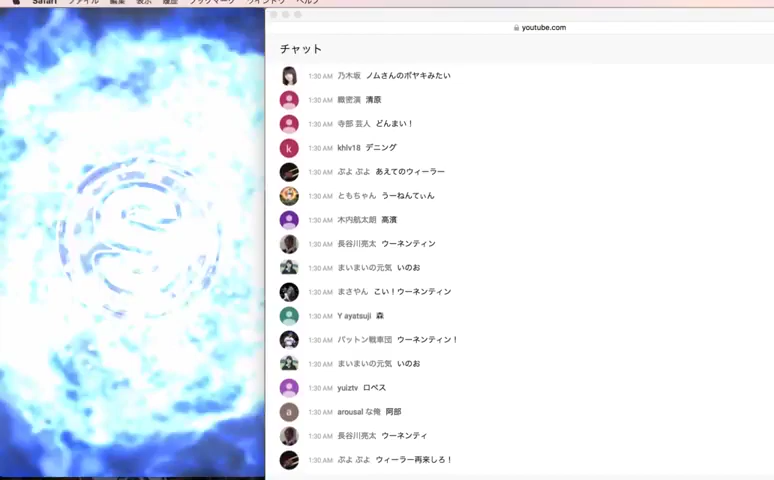 Safari ファイル 編集 表示 履歴 ブックマーク ウインドウ ヘルプ
youtube.com
チャット
1:30 AM 乃木坂 ノムさんのボヤキみたい
1:30 AM 職密演 清原
1:30 AM 寺部 芸人 どんまい！
1:30 AM khlv18 デニング
1:30 AM ぷよ ぷよ あえてのウィーラー
1:30 AM ともちゃん うーねんてぃん
1:30 AM 木内航太朗 高濱
1:30 AM 長谷川亮太 ウーネンティン
1:30 AM まいまいの元気 いのお
1:30 AM まさやん こい！ウーネンティン
1:30 AM Y ayatsuji 森
1:30 AM パットン戦車団 ウーネンティン！
1:30 AM まいまいの元気 いのお
1:30 AM yuiztv ロペス
1:30 AM arousal な俺 阿部
1:30 AM 長谷川亮太 ウーネンティ
1:30 AM ぷよ ぷよ ウィーラー再来しろ！